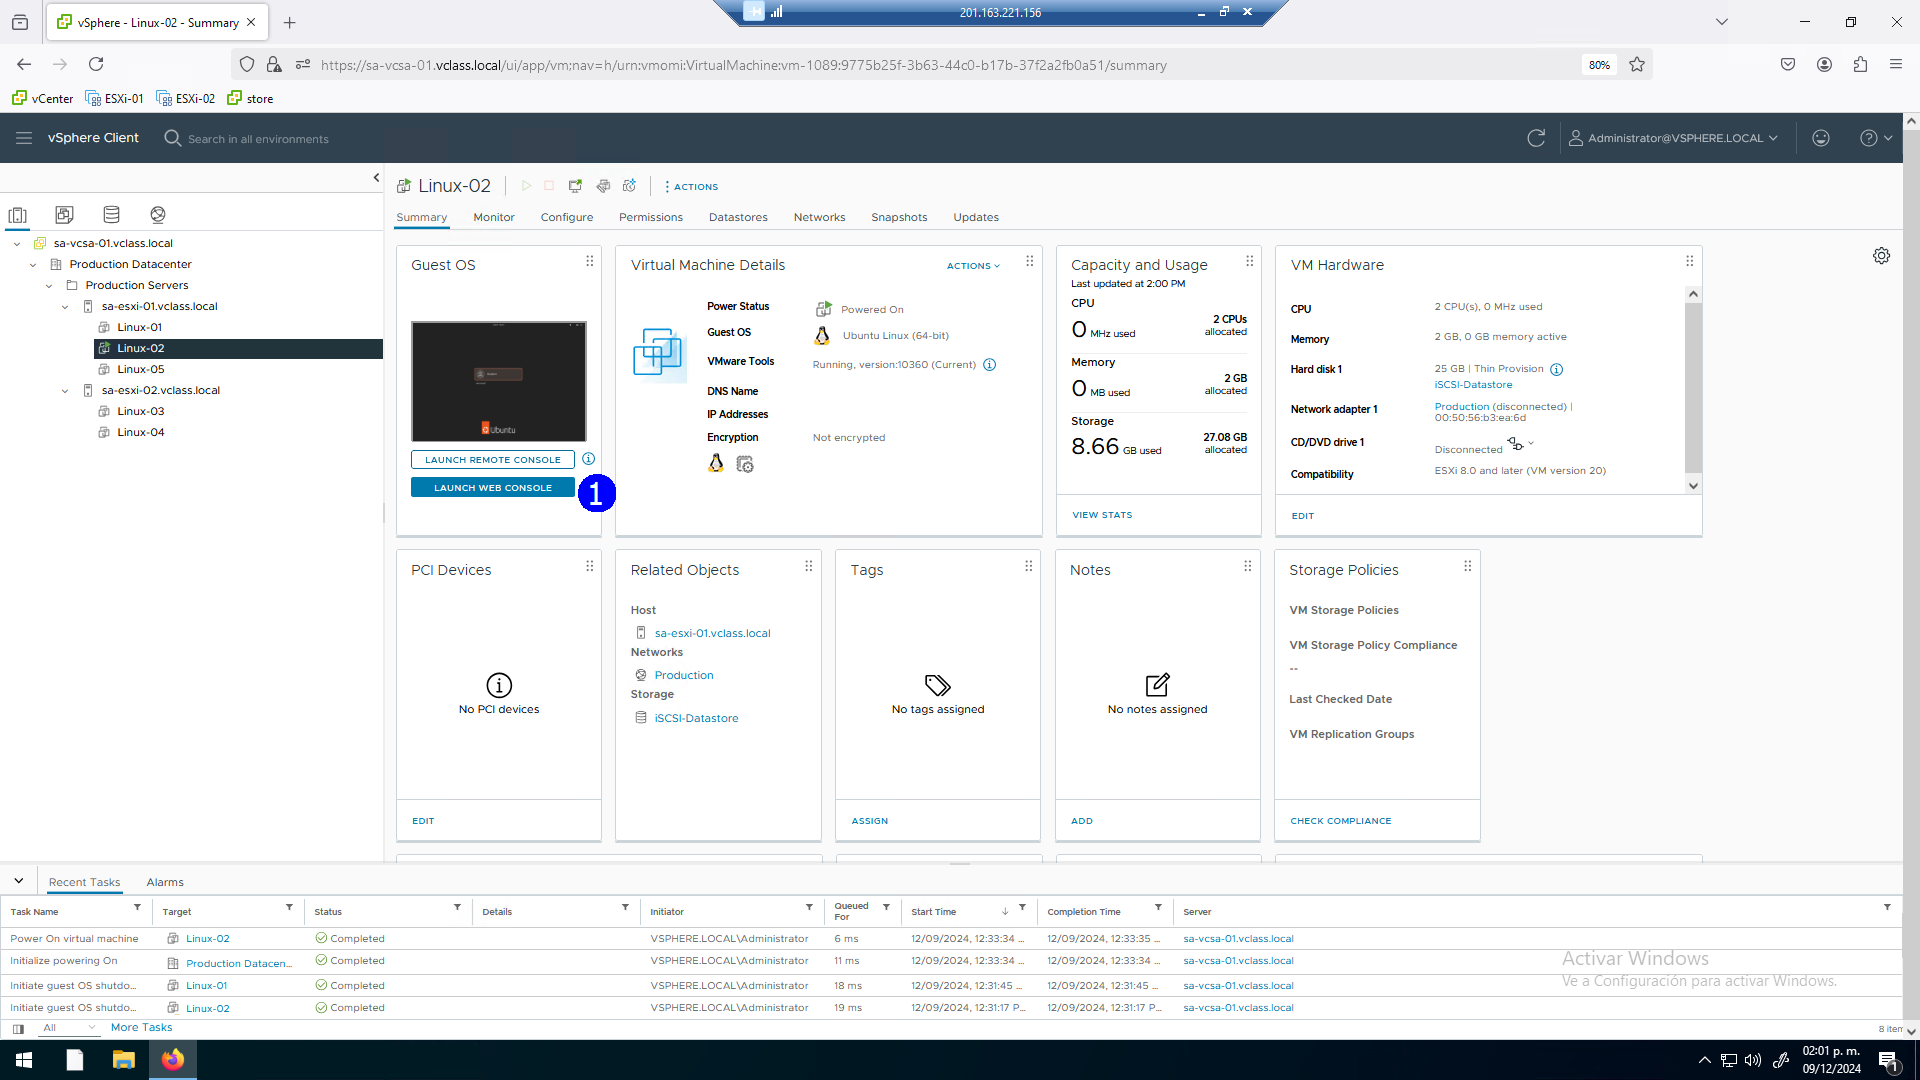 vSphere - Linux-02 - Summary
201.163.221.156
https://sa-vcsa-01.vclass.local/ui/app/vm;nav=h/urn:vmomi:VirtualMachine:vm-1089:9775b25f-3b63-44c0-b17b-37f2a2fb0a51/summary
80%
vCenter ESXi-01 ESXi-02 store
vSphere Client
Search in all environments
Administrator@VSPHERE.LOCAL
sa-vcsa-01.vclass.local
Production Datacenter
Production Servers
sa-esxi-01.vclass.local
Linux-01
Linux-02
Linux-05
sa-esxi-02.vclass.local
Linux-03
Linux-04
Linux-02
ACTIONS
Summary Monitor Configure Permissions Datastores Networks Snapshots Updates
Guest OS
Ubuntu
LAUNCH REMOTE CONSOLE
LAUNCH WEB CONSOLE
1
Virtual Machine Details
ACTIONS
Power Status Powered On
Guest OS Ubuntu Linux (64-bit)
VMware Tools Running, version:10360 (Current)
DNS Name
IP Addresses
Encryption Not encrypted
Capacity and Usage
Last updated at 2:00 PM
CPU
0 MHz used
2 CPUs
allocated
Memory
0 MB used
2 GB
allocated
Storage
8.66 GB used
27.08 GB
allocated
VIEW STATS
VM Hardware
CPU 2 CPU(s), 0 MHz used
Memory 2 GB, 0 GB memory active
Hard disk 1 25 GB | Thin Provision
iSCSI-Datastore
Network adapter 1 Production (disconnected) |
00:50:56:b3:ea:6d
CD/DVD drive 1 Disconnected
Compatibility ESXi 8.0 and later (VM version 20)
EDIT
PCI Devices
No PCI devices
EDIT
Related Objects
Host
sa-esxi-01.vclass.local
Networks
Production
Storage
iSCSI-Datastore
Tags
No tags assigned
ASSIGN
Notes
No notes assigned
ADD
Storage Policies
VM Storage Policies
VM Storage Policy Compliance
--
Last Checked Date
VM Replication Groups
CHECK COMPLIANCE
Recent Tasks Alarms
Task Name Target Status Details Initiator Queued For Start Time Completion Time Server
Power On virtual machine Linux-02 Completed VSPHERE.LOCAL\Administrator 6 ms 12/09/2024, 12:33:34 ... 12/09/2024, 12:33:35 ... sa-vcsa-01.vclass.local
Initialize powering On Production Datacen... Completed VSPHERE.LOCAL\Administrator 11 ms 12/09/2024, 12:33:34 ... 12/09/2024, 12:33:34 ... sa-vcsa-01.vclass.local
Initiate guest OS shutdo... Linux-01 Completed VSPHERE.LOCAL\Administrator 18 ms 12/09/2024, 12:31:45 ... 12/09/2024, 12:31:45 ... sa-vcsa-01.vclass.local
Initiate guest OS shutdo... Linux-02 Completed VSPHERE.LOCAL\Administrator 19 ms 12/09/2024, 12:31:17 P... 12/09/2024, 12:31:17 P... sa-vcsa-01.vclass.local
All More Tasks
8 item
Activar Windows
Ve a Configuración para activar Windows.
02:01 p. m.
09/12/2024
1